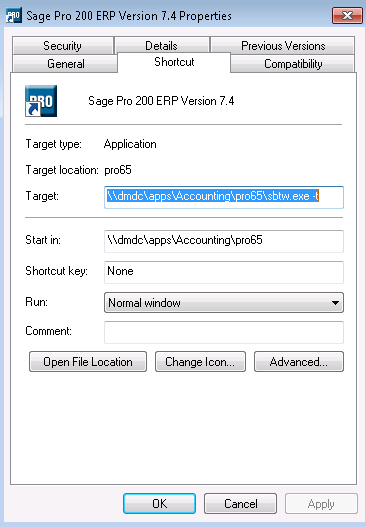 PRO Sage Pro 200 ERP Version 7.4 Properties
Security Details Previous Versions
General Shortcut Compatibility
PRO Sage Pro 200 ERP Version 7.4
Target type: Application
Target location: pro65
Target: \\dmdc\apps\Accounting\pro65\sbtw.exe -t
Start in: \\dmdc\apps\Accounting\pro65
Shortcut key: None
Run: Normal window
Comment:
Open File Location Change Icon... Advanced...
OK Cancel Apply